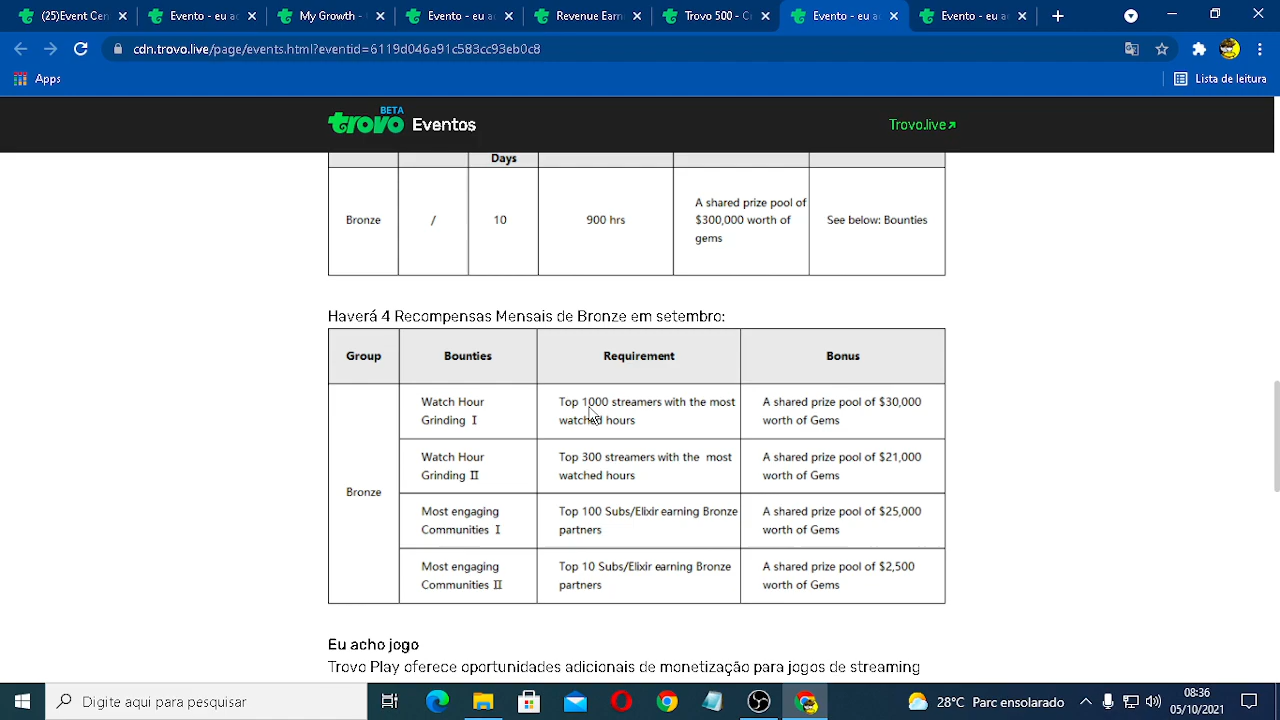 (25)Event Cen
Evento - eu ac
My Growth -
Evento - eu a
Revenue Earn
Trovo 500 - C
Evento - eu a
Evento - eu a
cdn.trovo.live/page/events.html?eventid=6119d046a91c583cc93eb0c8
Apps
Lista de leitura
trovo BETA Eventos
Trovo.live
Days
Bronze
/
10
900 hrs
A shared prize pool of
$300,000 worth of
gems
See below: Bounties
Haverá 4 Recompensas Mensais de Bronze em setembro:
Group
Bounties
Requirement
Bonus
Bronze
Watch Hour
Grinding I
Top 1000 streamers with the most
watched hours
A shared prize pool of $30,000
worth of Gems
Watch Hour
Grinding II
Top 300 streamers with the most
watched hours
A shared prize pool of $21,000
worth of Gems
Most engaging
Communities I
Top 100 Subs/Elixir earning Bronze
partners
A shared prize pool of $25,000
worth of Gems
Most engaging
Communities II
Top 10 Subs/Elixir earning Bronze
partners
A shared prize pool of $2,500
worth of Gems
Eu acho jogo
Trovo Play oferece oportunidades adicionais de monetização para jogos de streaming
Digite aqui para pesquisar
28°C Parc ensolarado
08:36
05/10/2021